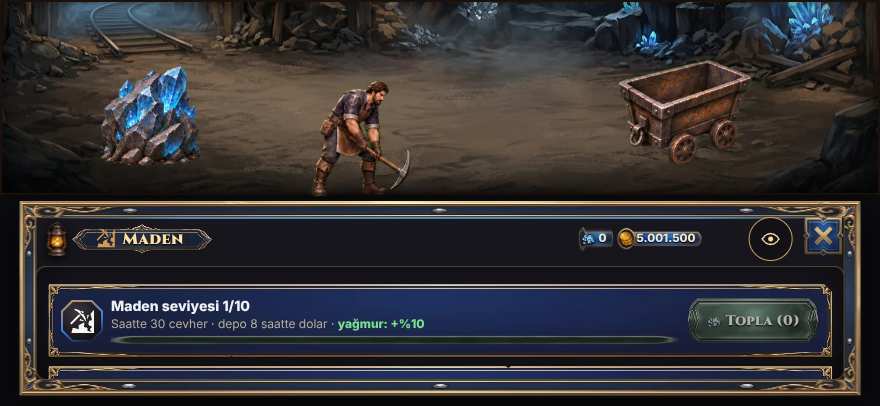 MADEN
0
5.001.500
Maden seviyesi 1/10
Saatte 30 cevher · depo 8 saatte dolar · yağmur: +%10
TOPLA (0)